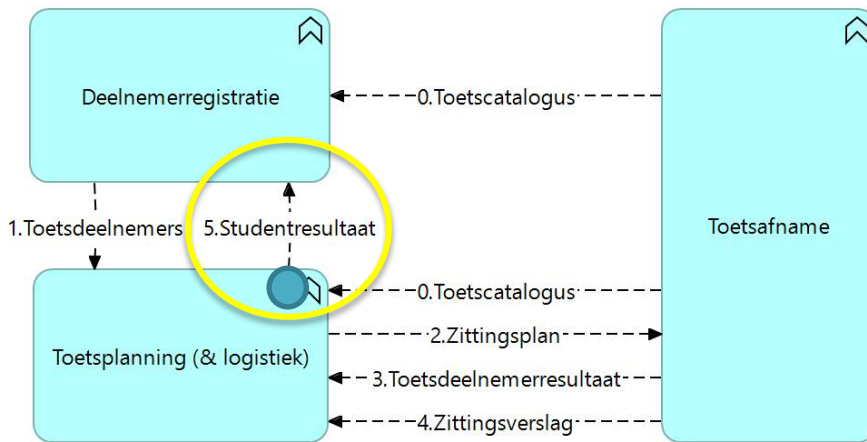 Deelnemerregistratie
0.Toetscatalogus
1.Toetsdeelnemers
5.Studentresultaat
Toetsafname
0.Toetscatalogus
2.Zittingsplan
Toetsplanning (& logistiek)
3.Toetsdeelnemerresultaat
4.Zittingsverslag